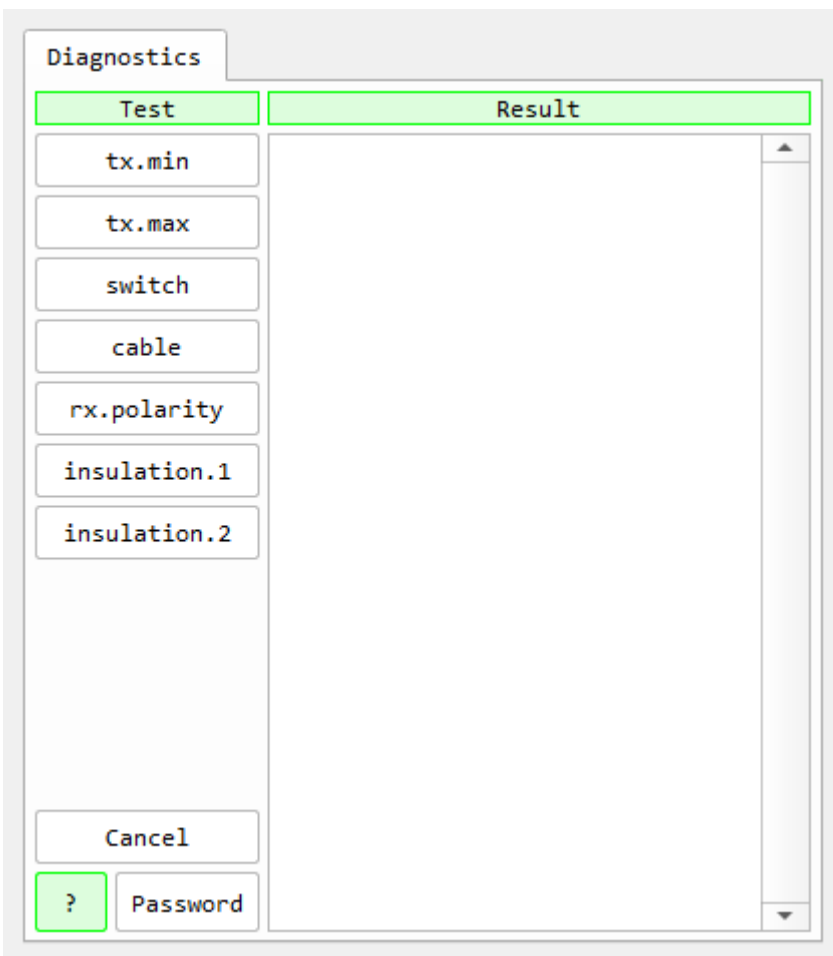 Diagnostics
Test Result
tx.min
tx.max
switch
cable
rx.polarity
insulation.1
insulation.2
Cancel
? Password